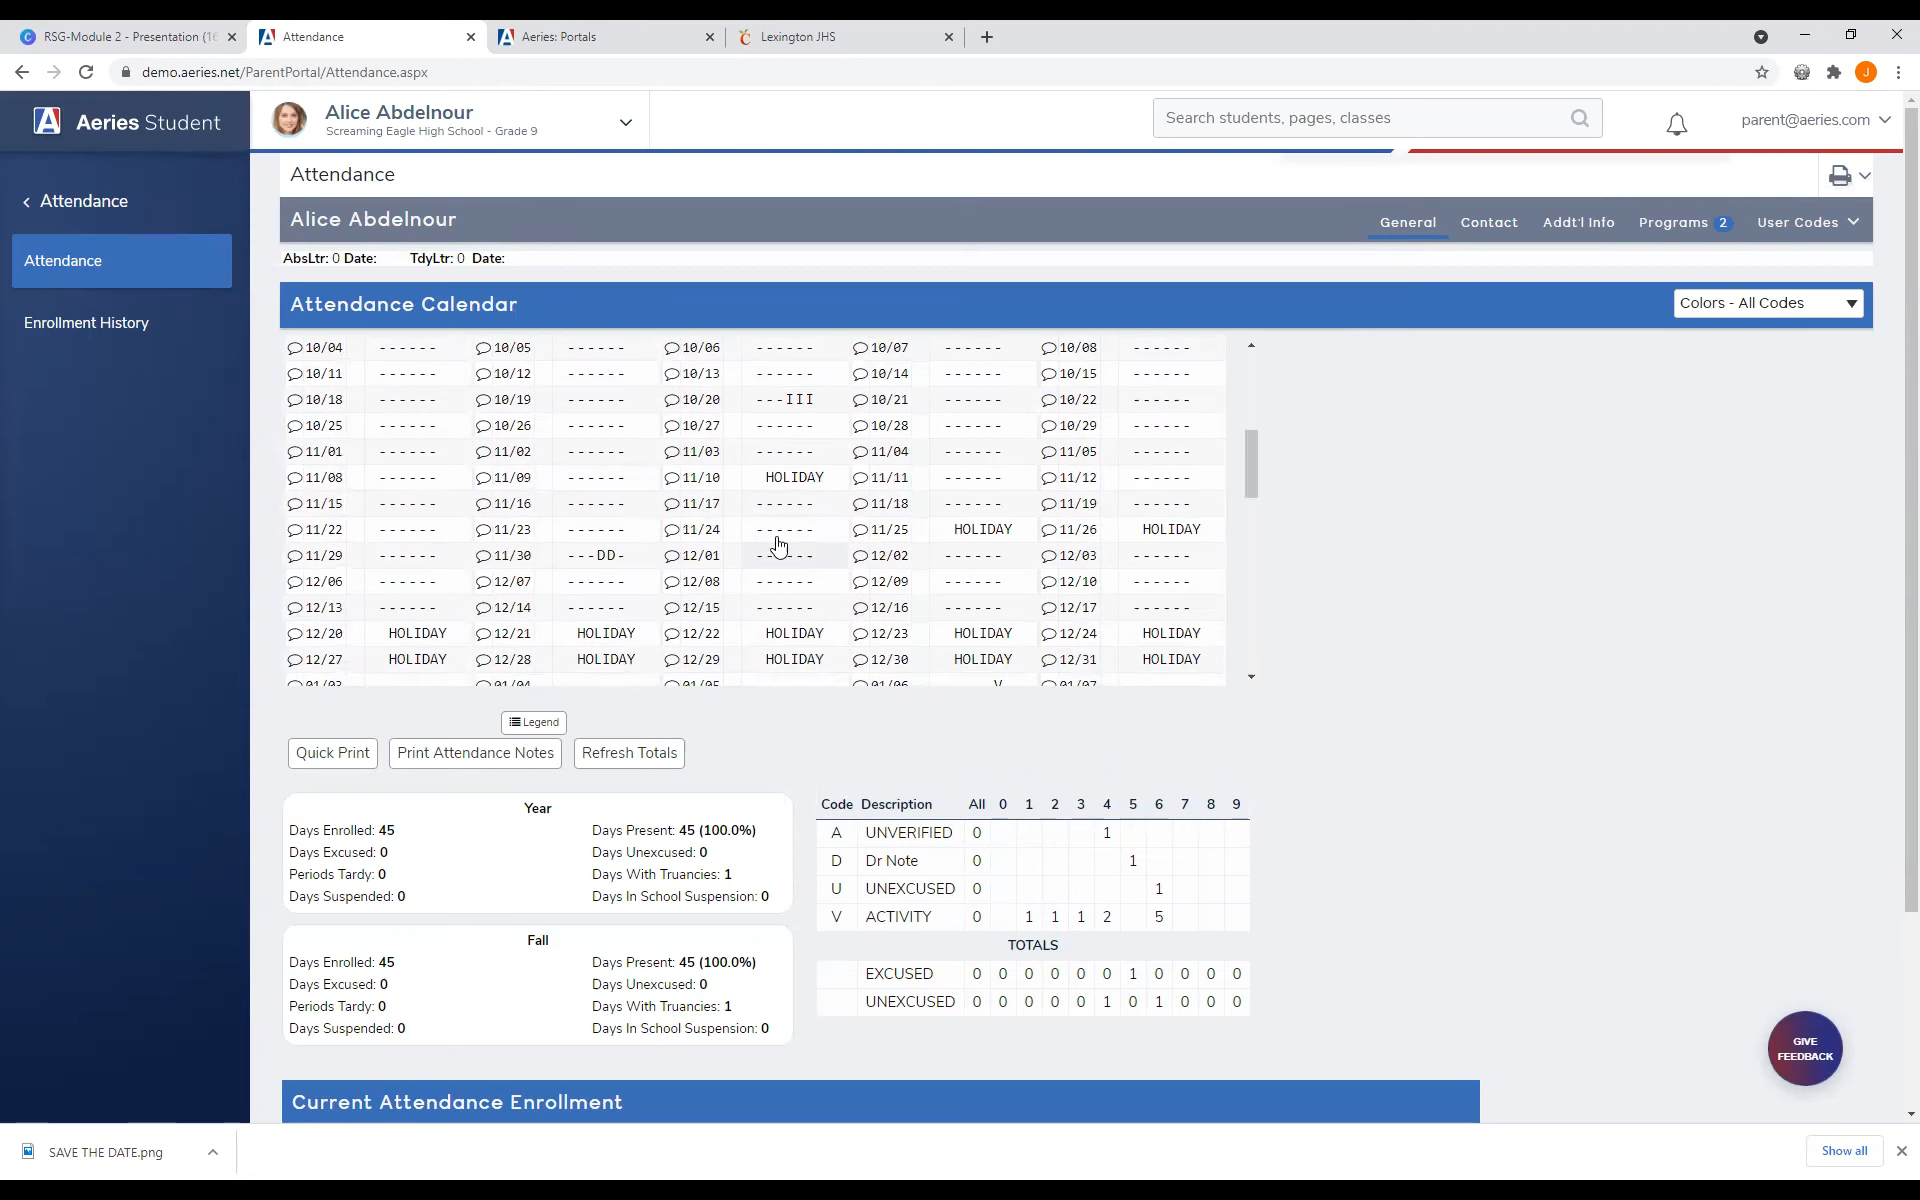 RSG-Module 2 - Presentation (16
Attendance
Aeries: Portals
Lexington JHS
demo.aeries.net/ParentPortal/Attendance.aspx
J
Aeries Student
Alice Abdelnour
Screaming Eagle High School - Grade 9
Search students, pages, classes
parent@aeries.com
Attendance
Attendance
Enrollment History
Attendance
Alice Abdelnour
General Contact Addt'l Info Programs 2 User Codes
AbsLtr: 0 Date: TdyLtr: 0 Date:
Attendance Calendar
Colors - All Codes
10/04 ------ 10/05 ------ 10/06 ------ 10/07 ------ 10/08 ------
10/11 ------ 10/12 ------ 10/13 ------ 10/14 ------ 10/15 ------
10/18 ------ 10/19 ------ 10/20 ---III 10/21 ------ 10/22 ------
10/25 ------ 10/26 ------ 10/27 ------ 10/28 ------ 10/29 ------
11/01 ------ 11/02 ------ 11/03 ------ 11/04 ------ 11/05 ------
11/08 ------ 11/09 ------ 11/10 HOLIDAY 11/11 ------ 11/12 ------
11/15 ------ 11/16 ------ 11/17 ------ 11/18 ------ 11/19 ------
11/22 ------ 11/23 ------ 11/24 ------ 11/25 HOLIDAY 11/26 HOLIDAY
11/29 ------ 11/30 ---DD- 12/01 ------ 12/02 ------ 12/03 ------
12/06 ------ 12/07 ------ 12/08 ------ 12/09 ------ 12/10 ------
12/13 ------ 12/14 ------ 12/15 ------ 12/16 ------ 12/17 ------
12/20 HOLIDAY 12/21 HOLIDAY 12/22 HOLIDAY 12/23 HOLIDAY 12/24 HOLIDAY
12/27 HOLIDAY 12/28 HOLIDAY 12/29 HOLIDAY 12/30 HOLIDAY 12/31 HOLIDAY
01/03 01/04 01/05 01/06 V 01/07
Legend
Quick Print Print Attendance Notes Refresh Totals
Year
Days Enrolled: 45 Days Present: 45 (100.0%)
Days Excused: 0 Days Unexcused: 0
Periods Tardy: 0 Days With Truancies: 1
Days Suspended: 0 Days In School Suspension: 0
Fall
Days Enrolled: 45 Days Present: 45 (100.0%)
Days Excused: 0 Days Unexcused: 0
Periods Tardy: 0 Days With Truancies: 1
Days Suspended: 0 Days In School Suspension: 0
Code Description All 0 1 2 3 4 5 6 7 8 9
A UNVERIFIED 0 1
D Dr Note 0 1
U UNEXCUSED 0 1
V ACTIVITY 0 1 1 1 2 5
TOTALS
EXCUSED 0 0 0 0 0 0 1 0 0 0 0
UNEXCUSED 0 0 0 0 0 1 0 1 0 0 0
GIVE
FEEDBACK
Current Attendance Enrollment
SAVE THE DATE.png
Show all